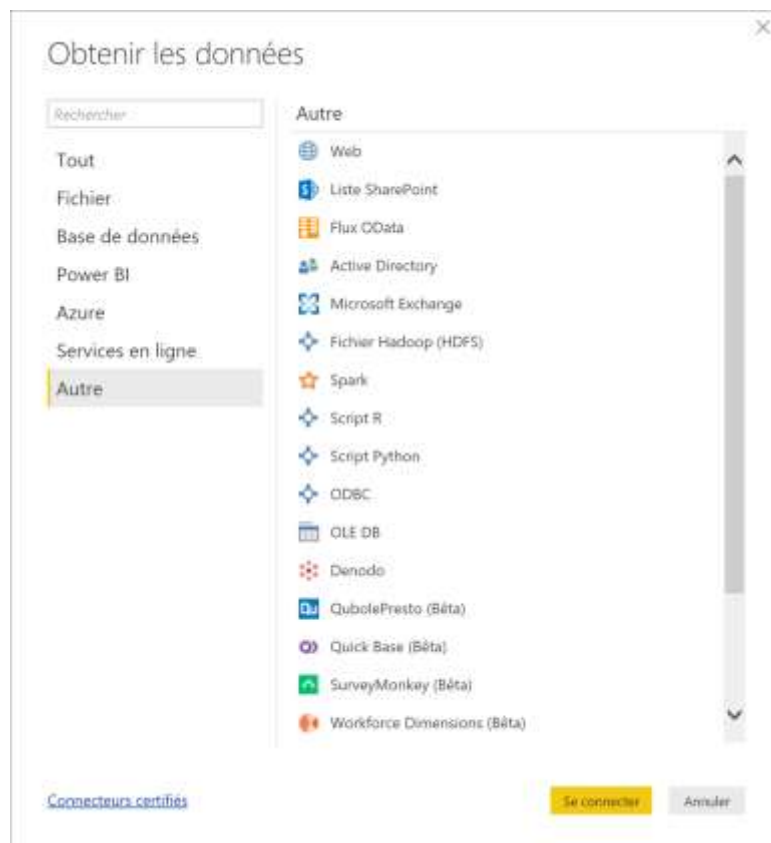 Obtenir les données
Rechercher
Tout
Fichier
Base de données
Power BI
Azure
Services en ligne
Autre
Autre
Web
Liste SharePoint
Flux OData
Active Directory
Microsoft Exchange
Fichier Hadoop (HDFS)
Spark
Script R
Script Python
ODBC
OLE DB
Denodo
QubolePresto (Bêta)
Quick Base (Bêta)
SurveyMonkey (Bêta)
Workforce Dimensions (Bêta)
Connecteurs certifiés
Se connecter
Annuler